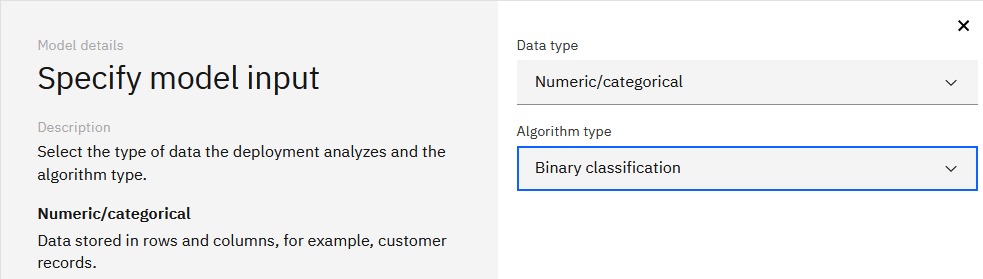 Model details
Specify model input
Description
Select the type of data the deployment analyzes and the
algorithm type.
Numeric/categorical
Data stored in rows and columns, for example, customer
records.
Data type
Numeric/categorical
Algorithm type
Binary classification